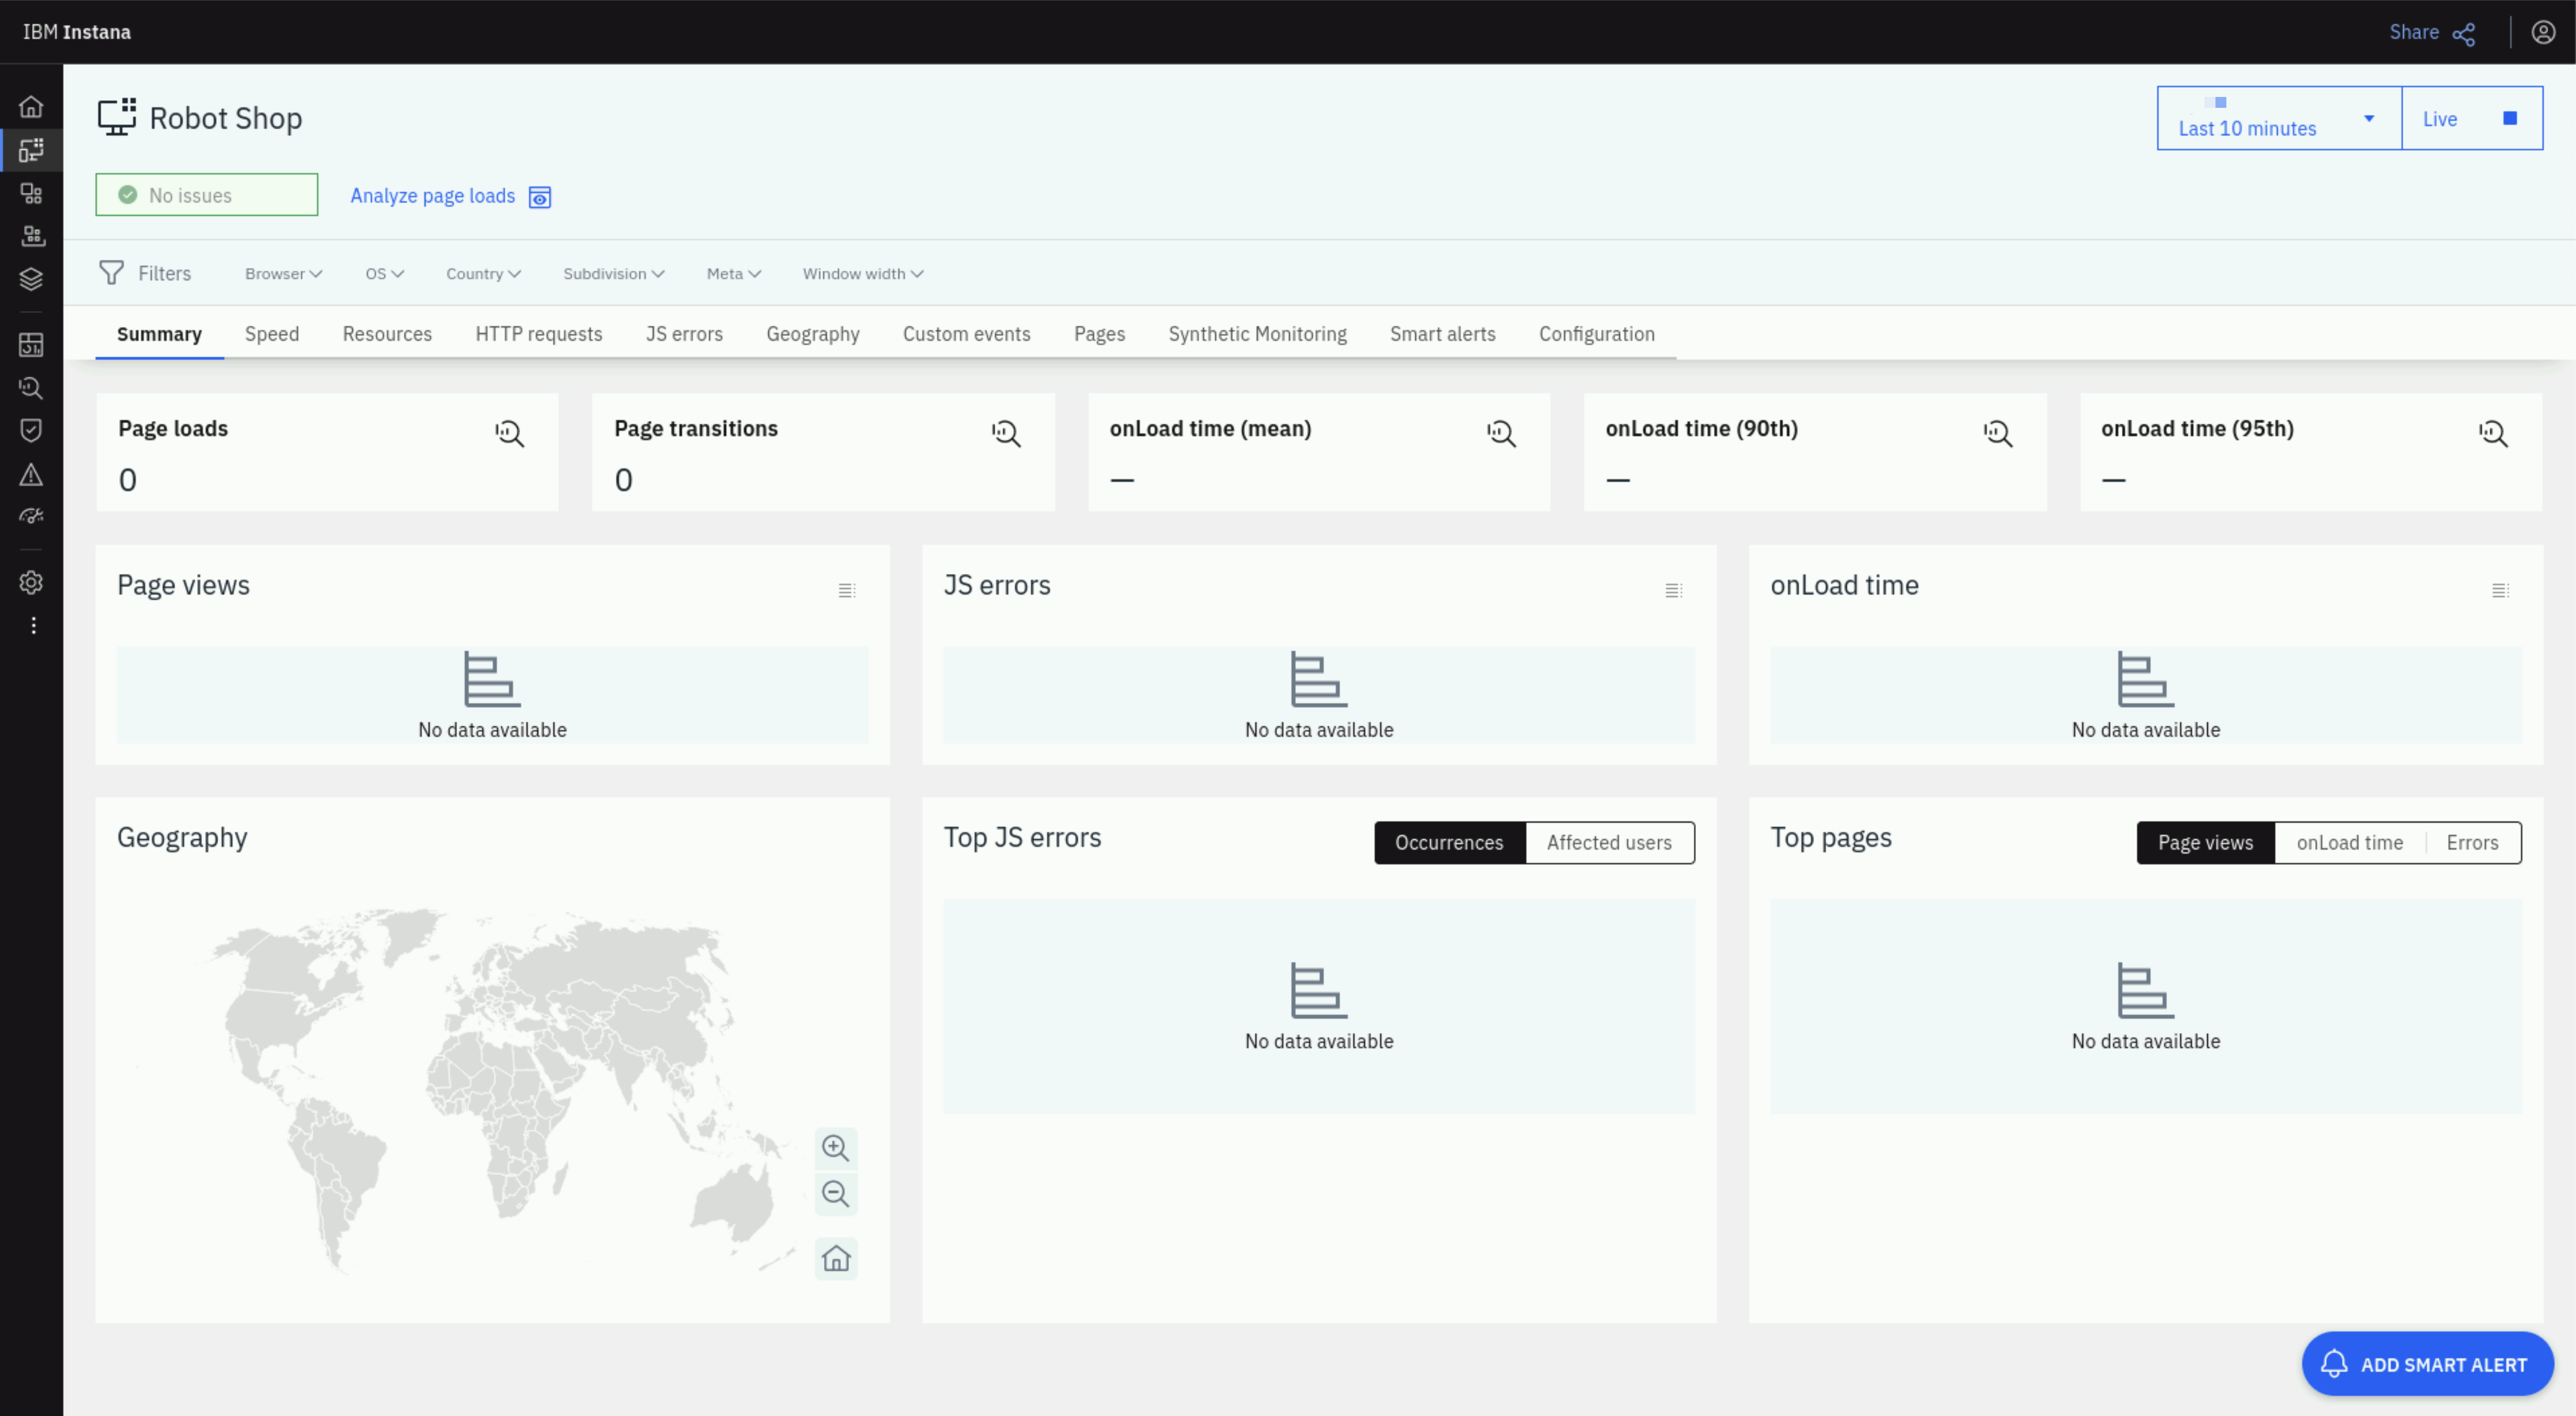 IBM Instana
Share
Robot Shop
Last 10 minutes
Live
No issues
Analyze page loads
Filters
Browser
OS
Country
Subdivision
Meta
Window width
Summary
Speed
Resources
HTTP requests
JS errors
Geography
Custom events
Pages
Synthetic Monitoring
Smart alerts
Configuration
Page loads
0
Page transitions
0
onLoad time (mean)
—
onLoad time (90th)
—
onLoad time (95th)
—
Page views
No data available
JS errors
No data available
onLoad time
No data available
Geography
Top JS errors
Occurrences
Affected users
No data available
Top pages
Page views
onLoad time
Errors
No data available
ADD SMART ALERT